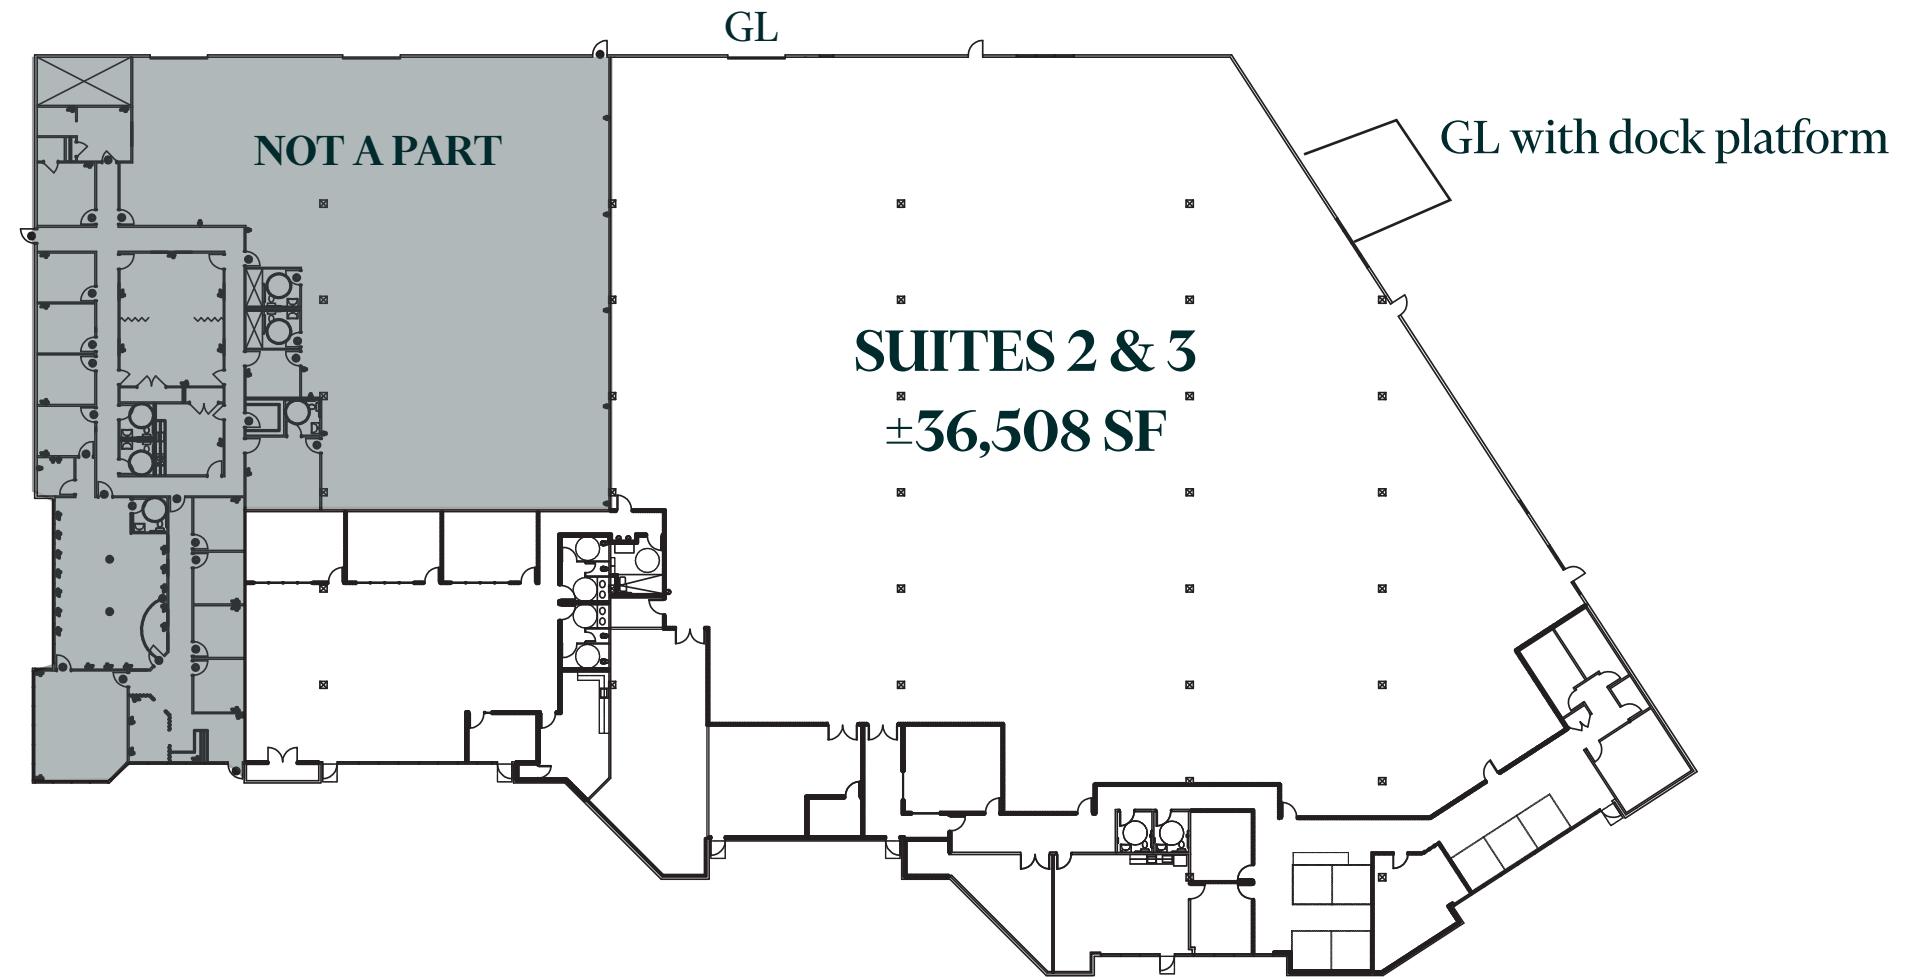 GL
GL with dock platform
NOT A PART
SUITES 2 & 3
±36,508 SF